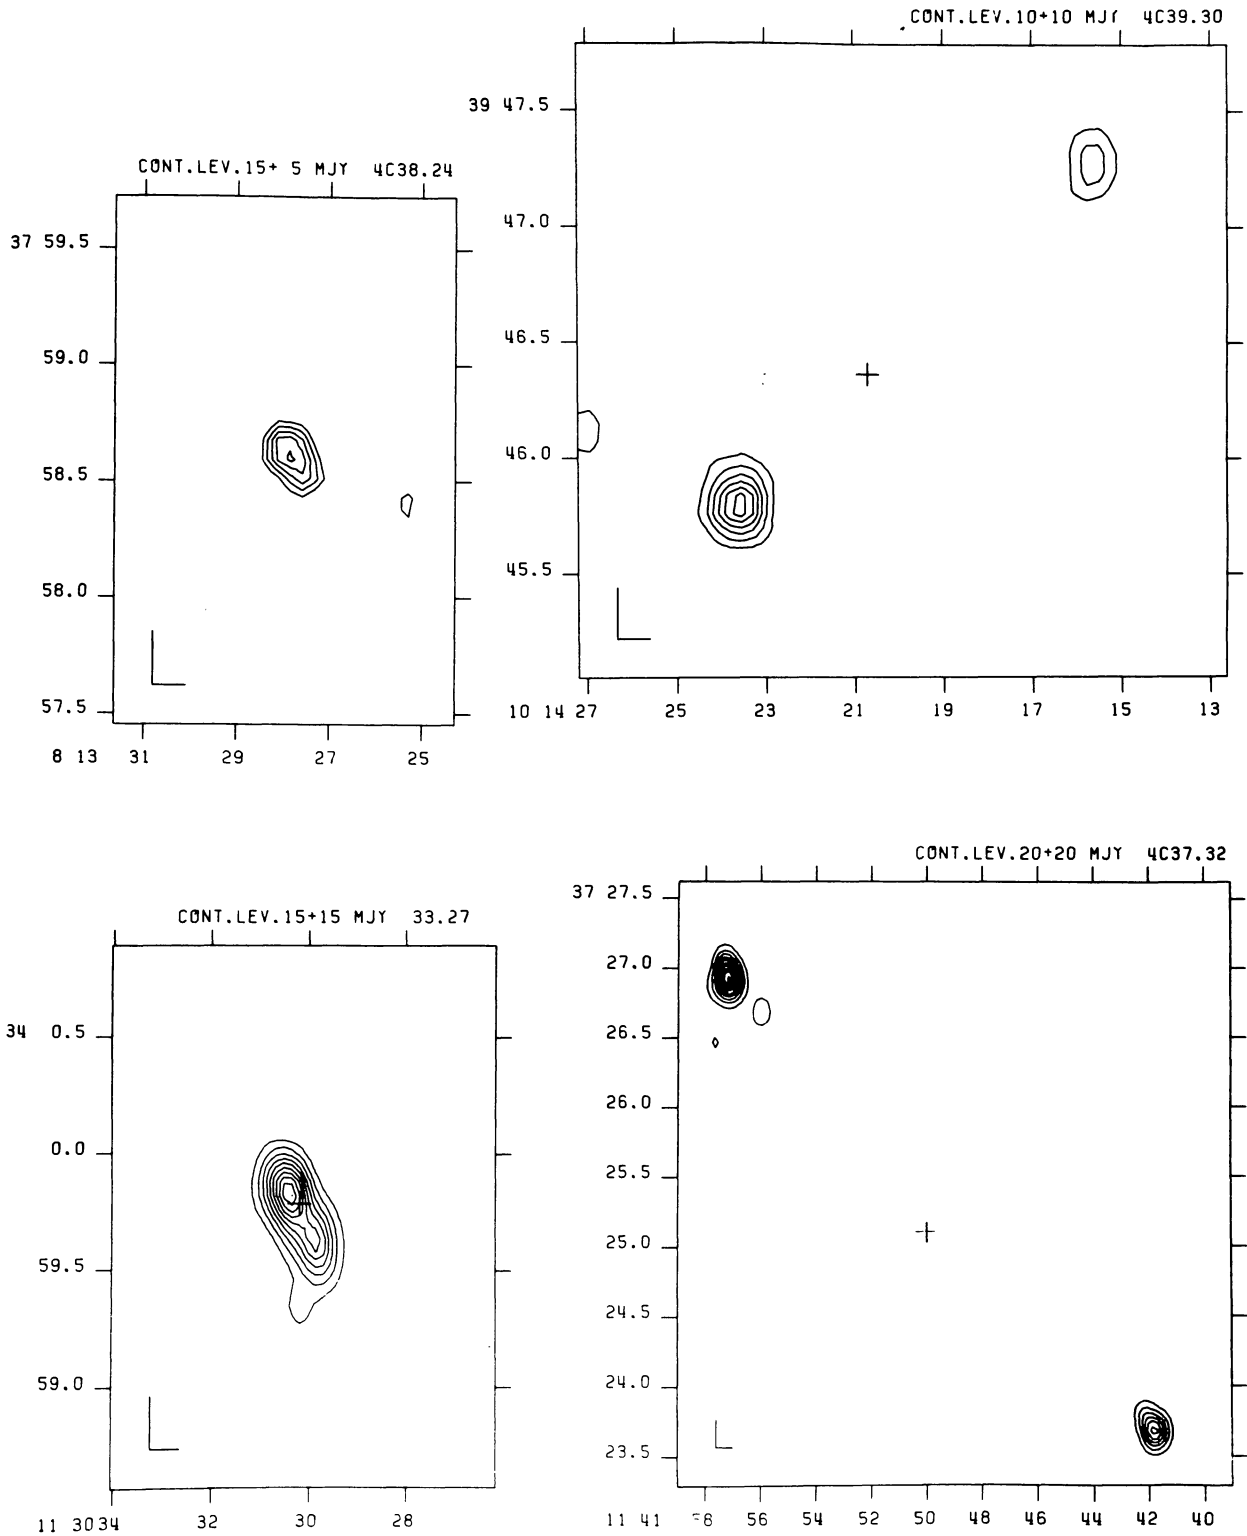 CONT.LEV.10+10 MJY 4C39.30
39 47.5
47.0
46.5
46.0
45.5
10 14 27 25 23 21 19 17 15 13
CONT.LEV.15+ 5 MJY 4C38.24
37 59.5
59.0
58.5
58.0
57.5
8 13 31 29 27 25
CONT.LEV.15+15 MJY 33.27
34 0.5
0.0
59.5
59.0
11 30 34 32 30 28
CONT.LEV.20+20 MJY 4C37.32
37 27.5
27.0
26.5
26.0
25.5
25.0
24.5
24.0
23.5
11 41 58 56 54 52 50 48 46 44 42 40